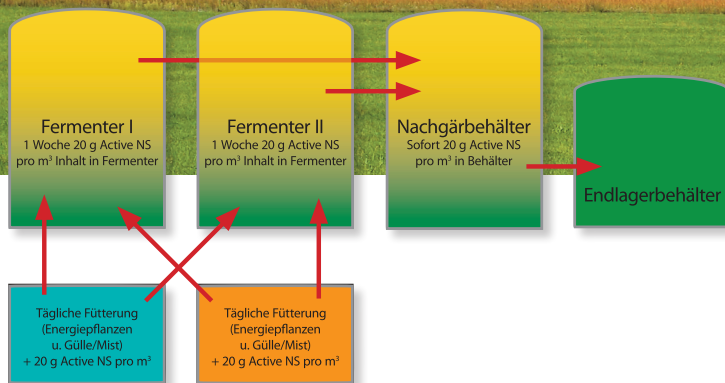 Fermenter I
1 Woche 20 g Active NS
pro m³ Inhalt in Fermenter
Fermenter II
1 Woche 20 g Active NS
pro m³ Inhalt in Fermenter
Nachgärbehälter
Sofort 20 g Active NS
pro m³ in Behälter
Endlagerbehälter
Tägliche Fütterung
(Energiepflanzen
u. Gülle/Mist)
+ 20 g Active NS pro m³
Tägliche Fütterung
(Energiepflanzen
u. Gülle/Mist)
+ 20 g Active NS pro m³